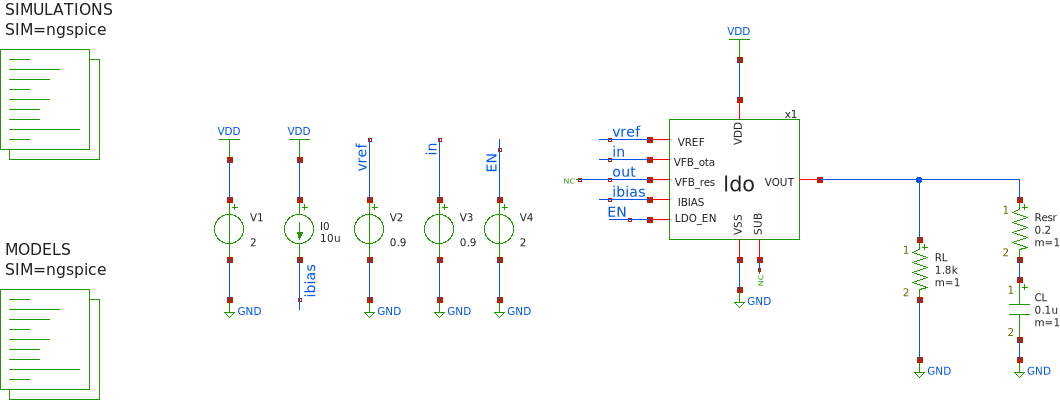 SIMULATIONS
SIM=ngspice
MODELS
SIM=ngspice
VDD
V1
2
GND
VDD
I0
10u
ibias
vref
V2
0.9
GND
in
V3
0.9
GND
EN
V4
2
GND
VDD
x1
vref
in
NC
out
ibias
EN
VREF
VFB_ota
VFB_res
IBIAS
LDO_EN
VDD
ldo
VOUT
VSS
SUB
NC
GND
1
RL
1.8k
m=1
2
GND
1
Resr
0.2
m=1
2
1
CL
0.1u
m=1
2
GND